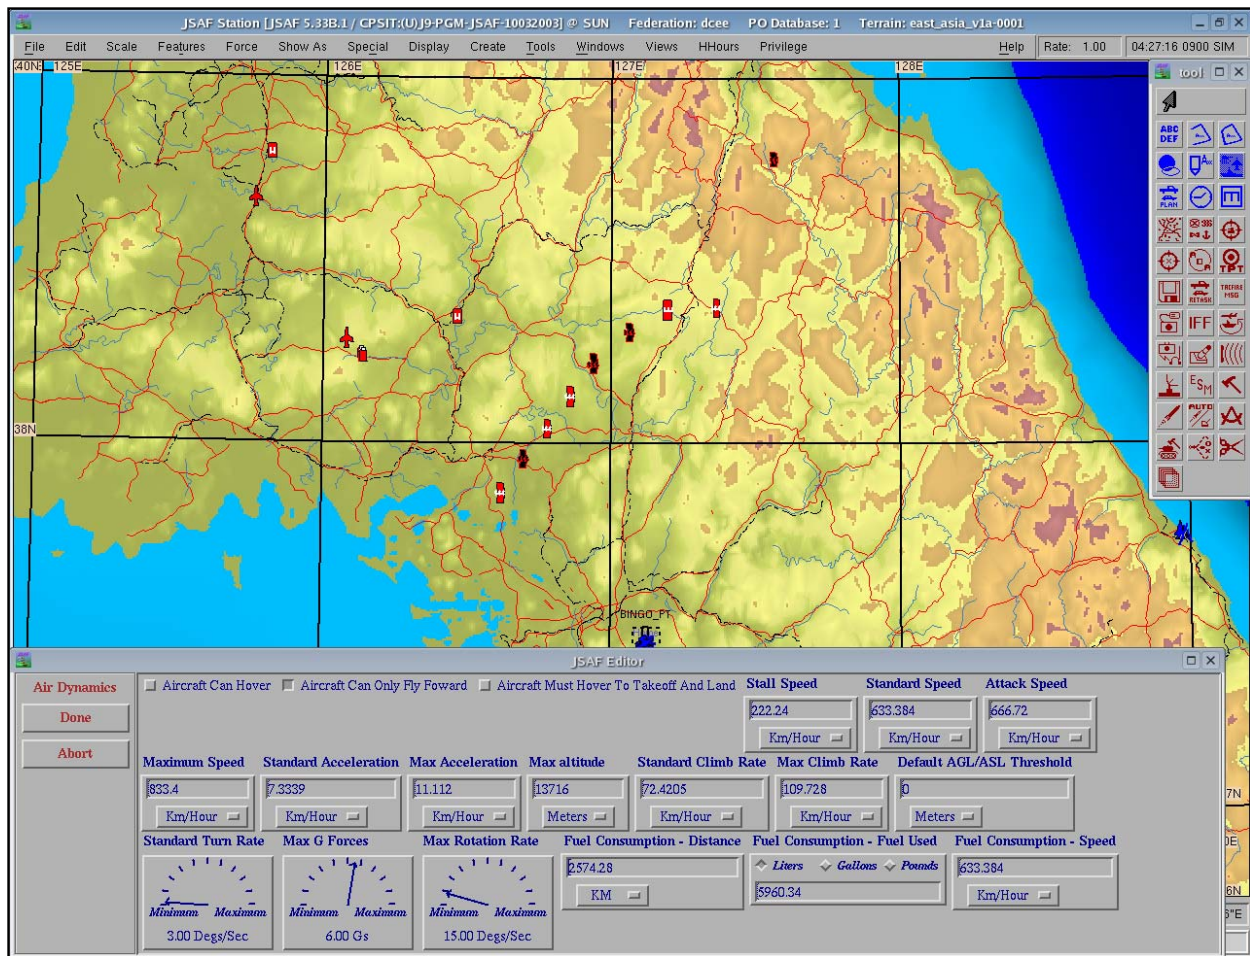 JSAF Station [JSAF 5.33B.1 / CPSIT:(U)J9-PGM-JSAF-10032003] @ SUN Federation: dcee PO Database: 1 Terrain: east_asia_v1a-0001
File Edit Scale Features Force Show As Special Display Create Tools Windows Views HHours Privilege Help Rate: 1.00 04:27:16 0900 SIM
40N 125E 126E 127E 128E
tool
ABC
DEF
PLAN
TPT
RETASK
IFF
ESM
AUTO
38N
BINGO_PT
JSAF Editor
Air Dynamics
Done
Abort
Aircraft Can Hover Aircraft Can Only Fly Foward Aircraft Must Hover To Takeoff And Land
Stall Speed Standard Speed Attack Speed
222.24 633.384 666.72
Km/Hour Km/Hour Km/Hour
Maximum Speed Standard Acceleration Max Acceleration Max altitude Standard Climb Rate Max Climb Rate Default AGL/ASL Threshold
833.4 7.3339 11.112 13716 72.4205 109.728 0
Km/Hour Km/Hour Km/Hour Meters Km/Hour Km/Hour Meters
Standard Turn Rate Max G Forces Max Rotation Rate Fuel Consumption - Distance Fuel Consumption - Fuel Used Fuel Consumption - Speed
2574.28 Liters Gallons Pounds 633.384
KM 5960.34 Km/Hour
Minimum Maximum Minimum Maximum Minimum Maximum
3.00 Degs/Sec 6.00 Gs 15.00 Degs/Sec